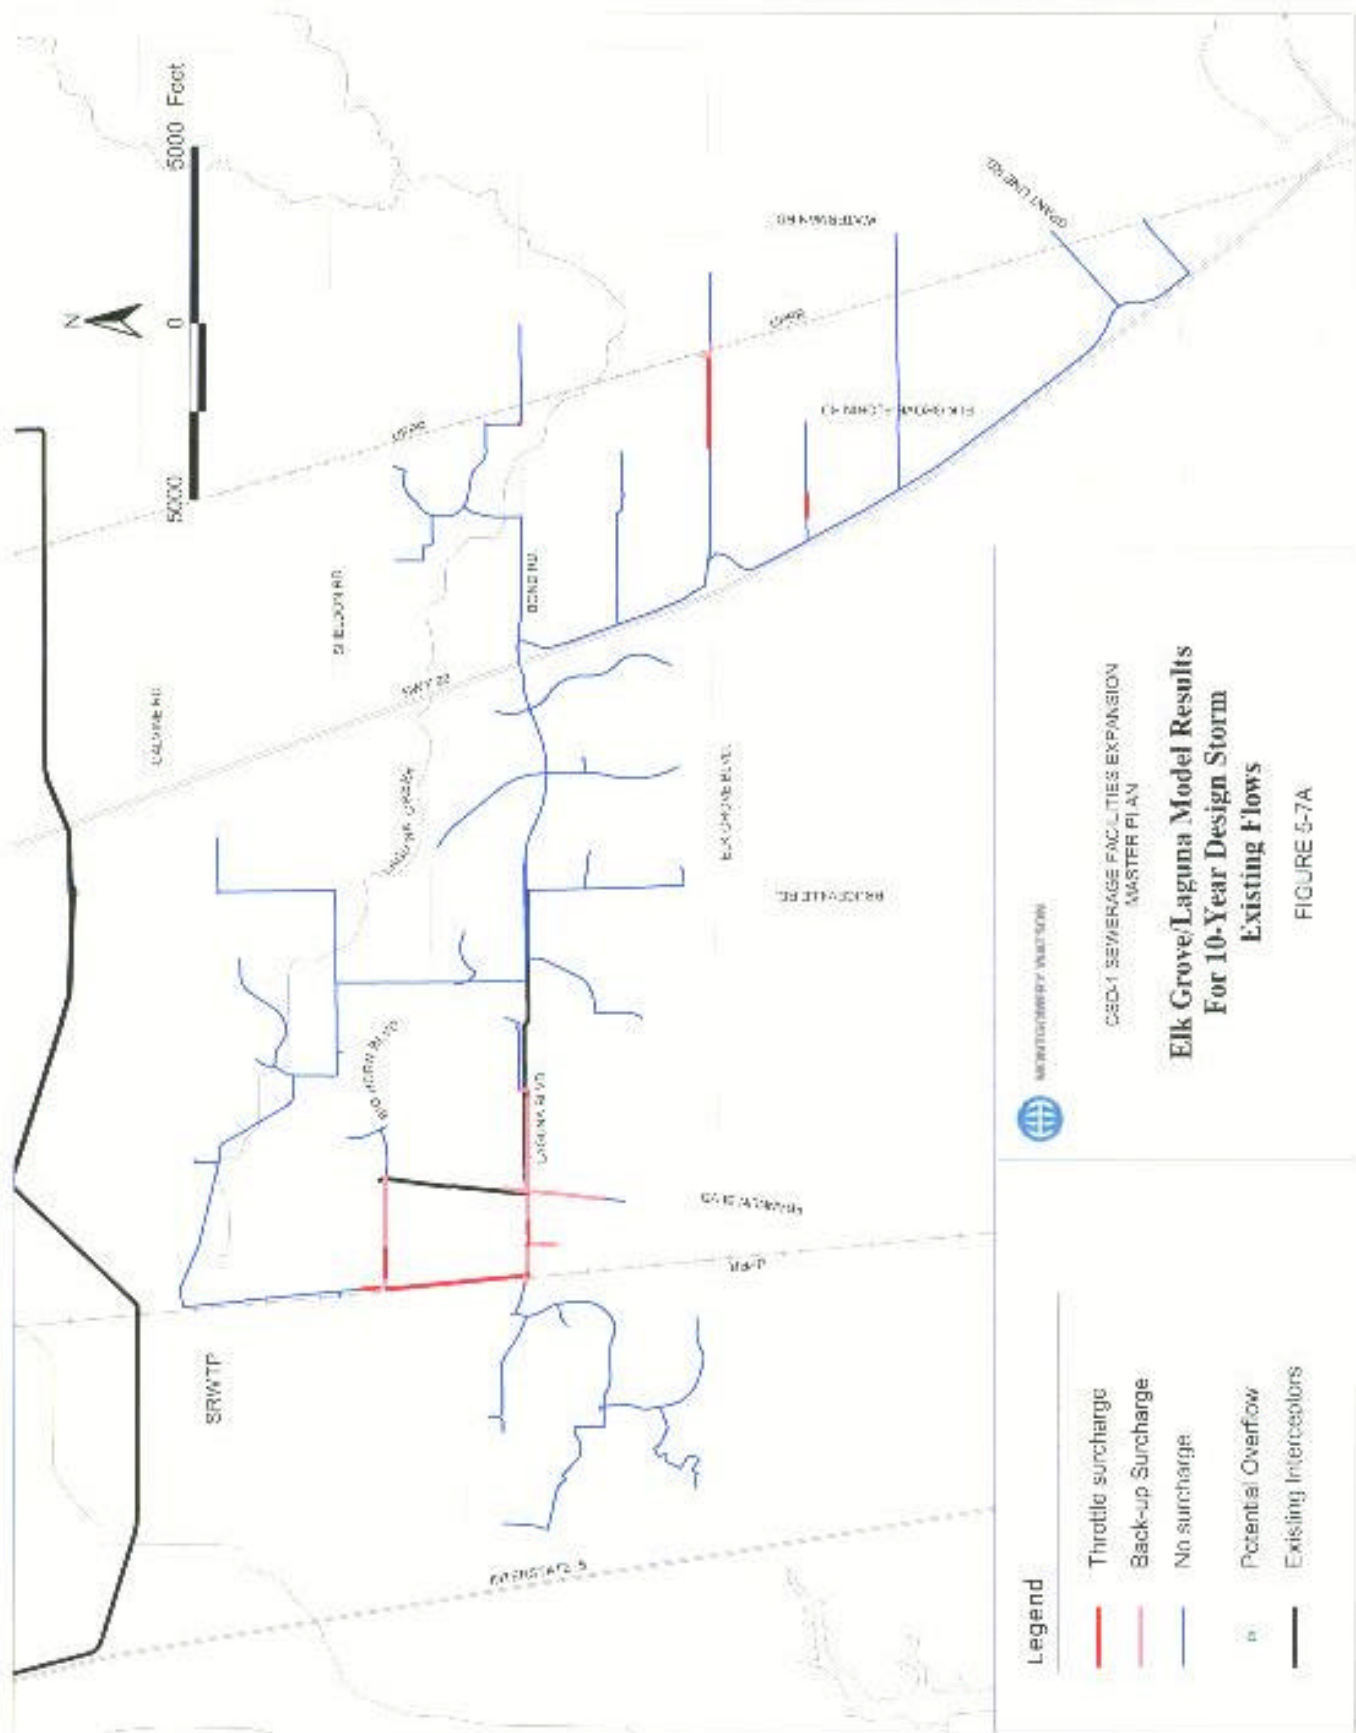 N
5000 0 5000 Feet
CALVINE RD.
SHELDON RD.
UPRR
HWY 99
LAGUNA CREEK
BOND RD.
SRWTP
BIG HORN BLVD.
LAGUNA BLVD.
ELK GROVE BLVD.
UPRR
WATERMAN RD.
ELK GROVE-FLORIN RD.
GRANT LINE RD.
BRUCEVILLE RD.
FRANKLIN BLVD.
UPRR
INTERSTATE 5
Legend
Throttle surcharge
Back-up Surcharge
No surcharge
Potential Overflow
Existing Interceptors
MONTGOMERY WATSON
CSD-1 SEWERAGE FACILITIES EXPANSION
MASTER PLAN
Elk Grove/Laguna Model Results
For 10-Year Design Storm
Existing Flows
FIGURE 5-7A